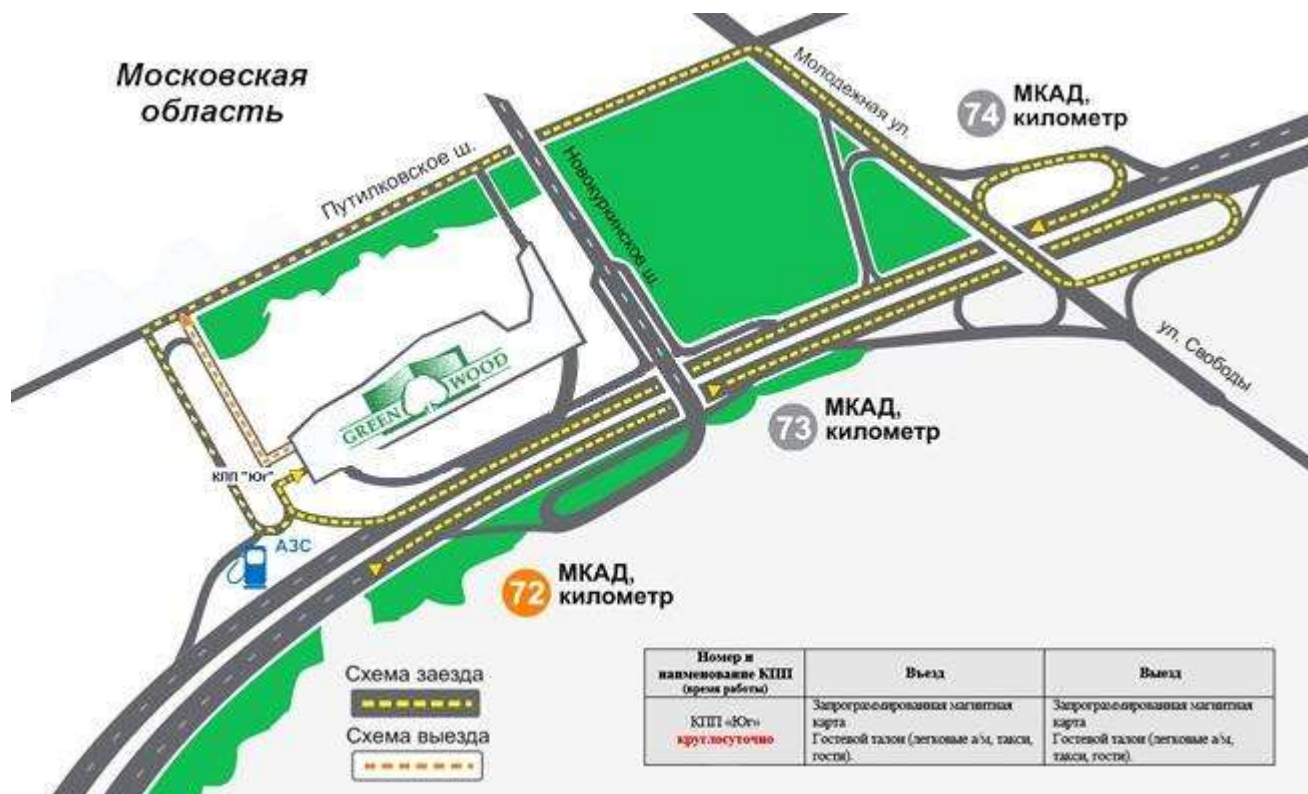 Московская
область
Путилковское ш.
Новокуркинское ш.
Молодежная ул.
74
МКАД,
километр
ул. Свободы
73
МКАД,
километр
GREEN WOOD
КПП "Юг"
АЗС
72
МКАД,
километр
Схема заезда
Схема выезда
Номер и
наименование КПП
(время работы)
Въезд
Выезд
КПП «Юг»
круглосуточно
Запрограммированная магнитная
карта
Гостевой талон (легковые а/м, такси,
гости).
Запрограммированная магнитная
карта
Гостевой талон (легковые а/м,
такси, гости).